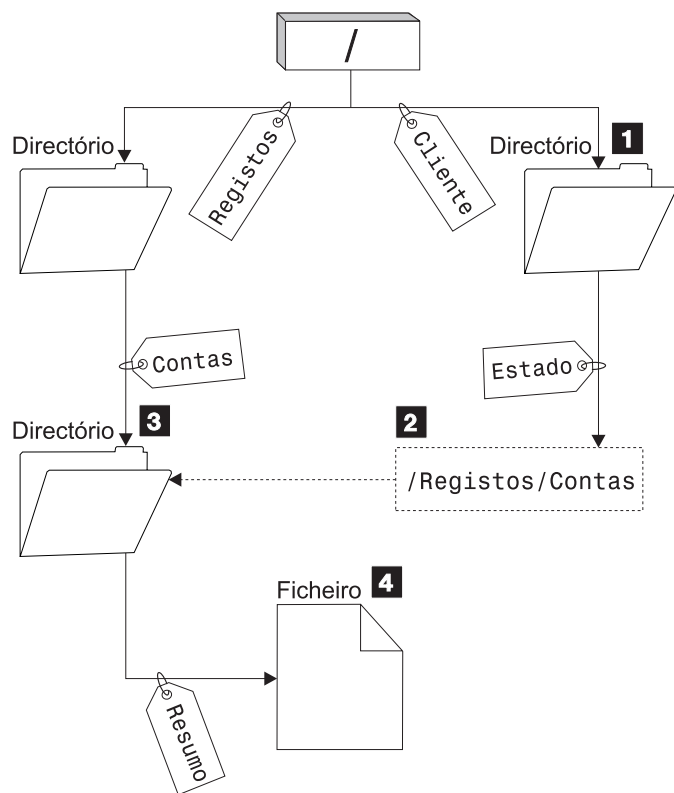 /
Registos
Cliente
Directório
Directório 1
Contas
Estado
Directório 3
2
/Registos/Contas
Ficheiro 4
Resumo